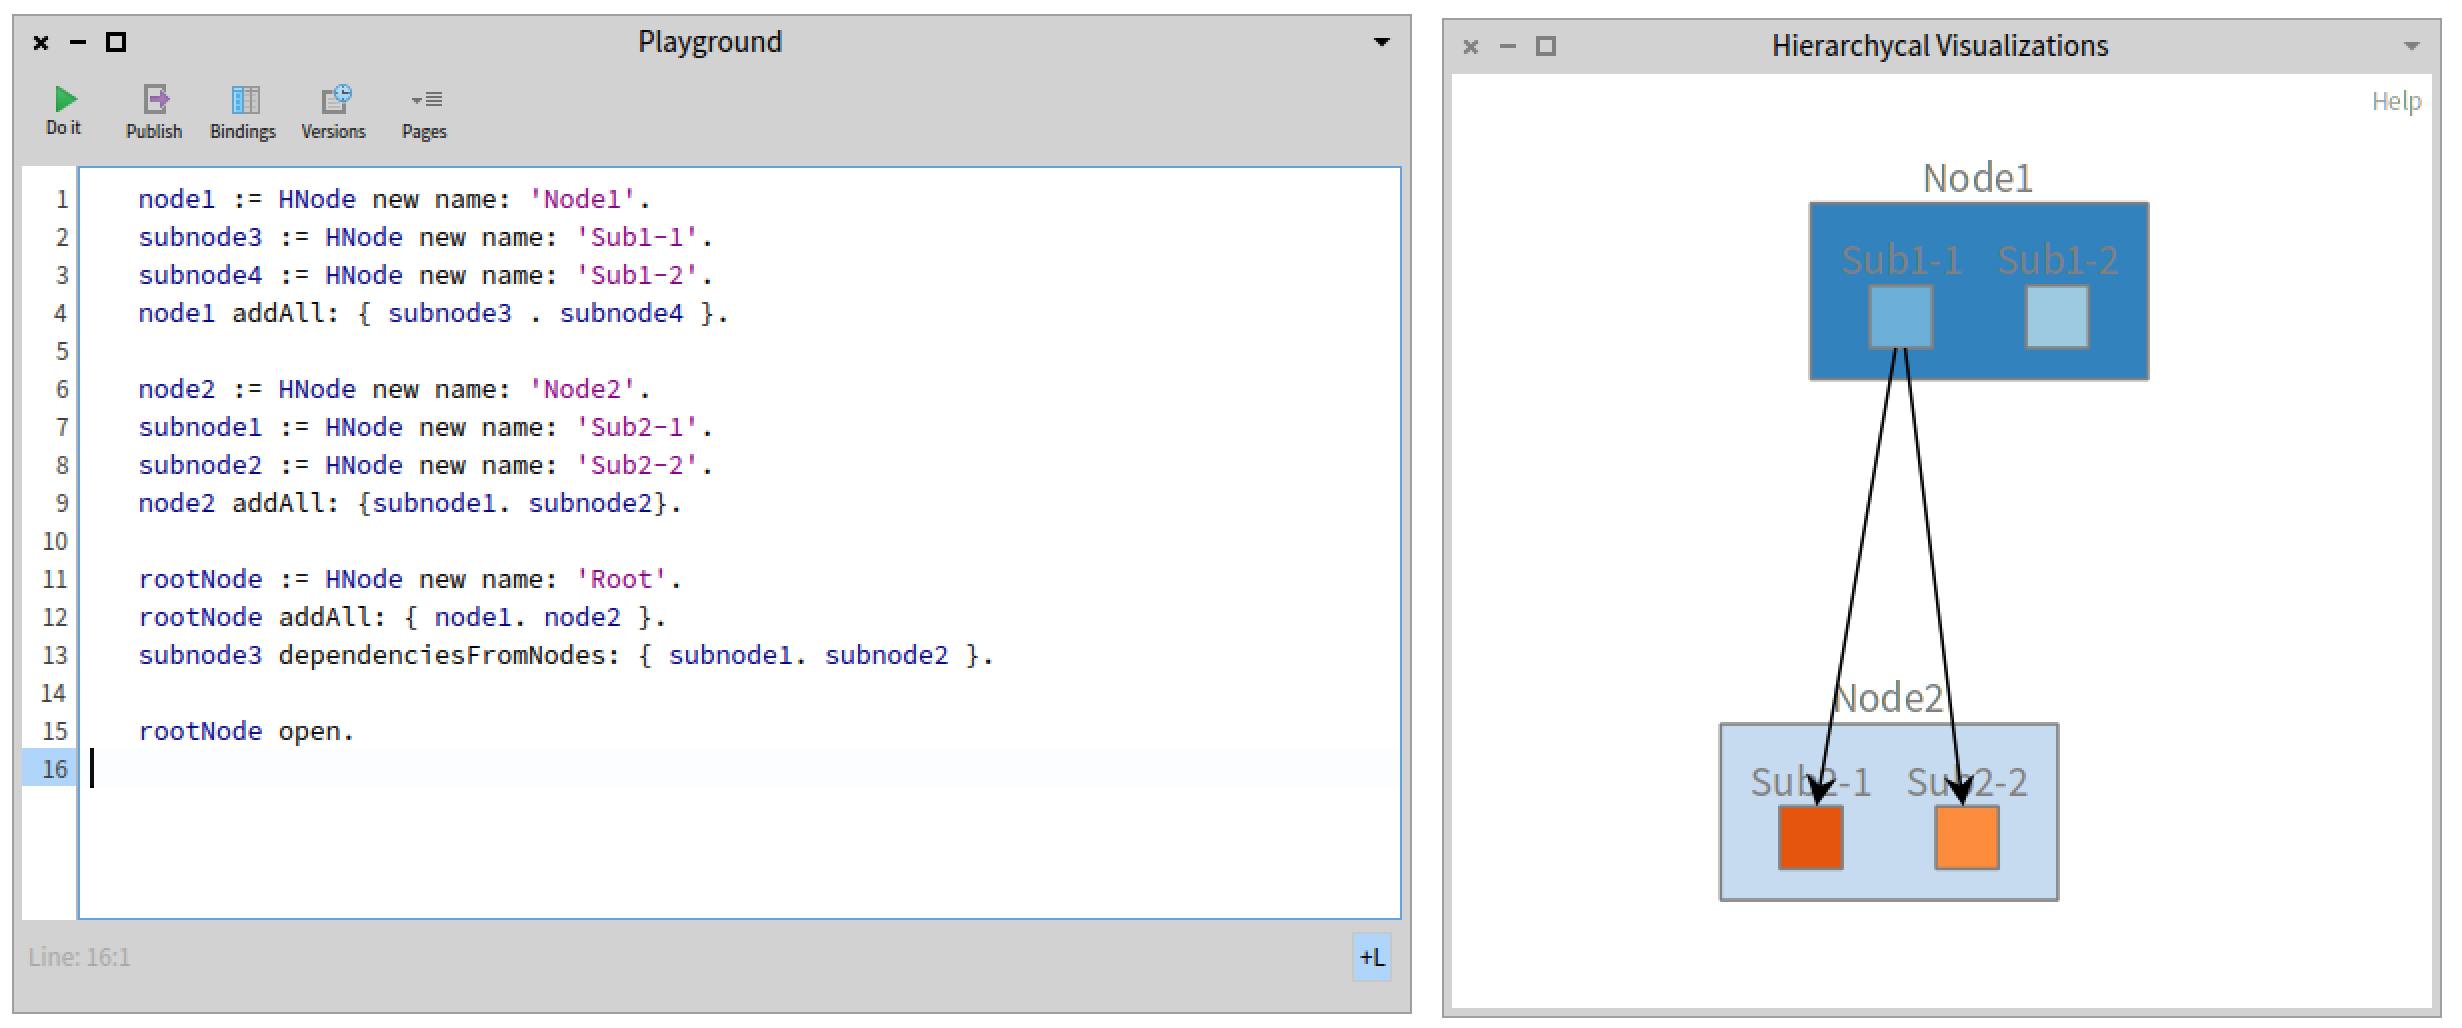 Playground
Do it Publish Bindings Versions Pages
1 node1 := HNode new name: 'Node1'.
2 subnode3 := HNode new name: 'Sub1-1'.
3 subnode4 := HNode new name: 'Sub1-2'.
4 node1 addAll: { subnode3 . subnode4 }.
5
6 node2 := HNode new name: 'Node2'.
7 subnode1 := HNode new name: 'Sub2-1'.
8 subnode2 := HNode new name: 'Sub2-2'.
9 node2 addAll: {subnode1. subnode2}.
10
11 rootNode := HNode new name: 'Root'.
12 rootNode addAll: { node1. node2 }.
13 subnode3 dependenciesFromNodes: { subnode1. subnode2 }.
14
15 rootNode open.
16
Line: 16:1
+L
Hierarchycal Visualizations
Help
Node1
Sub1-1 Sub1-2
Node2
Sub2-1 Sub2-2